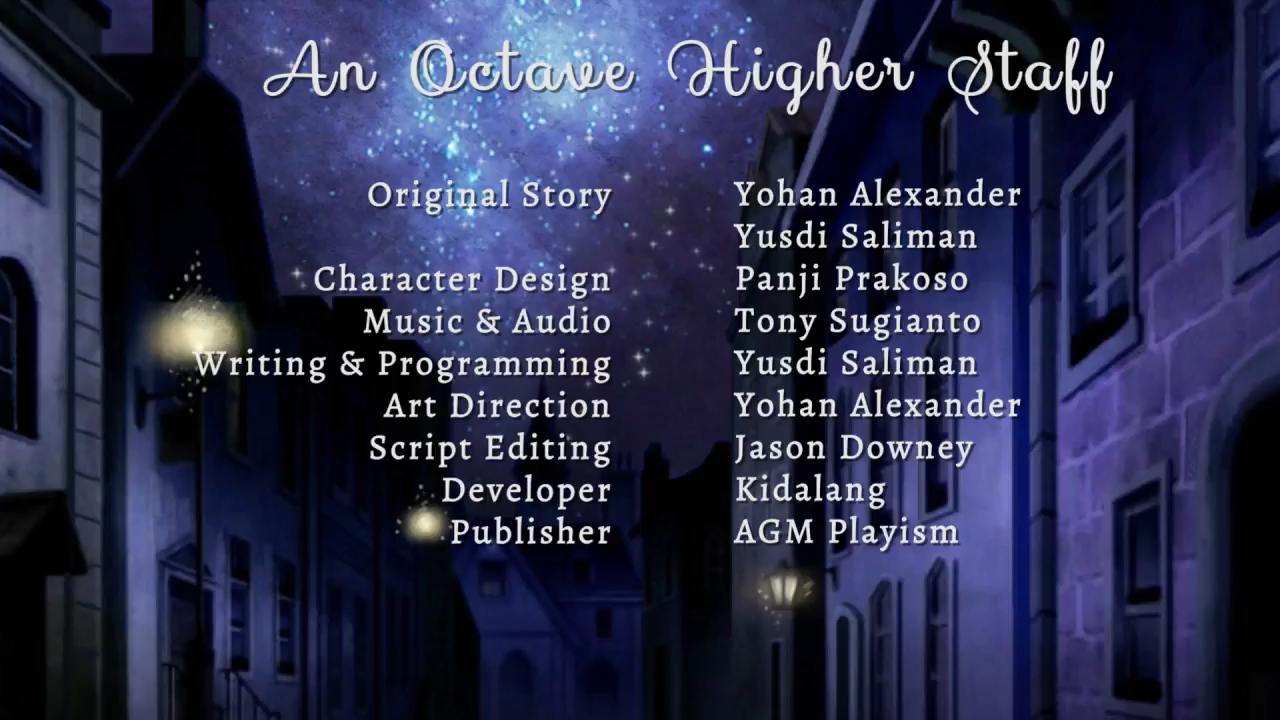 An Octave Higher Staff
Original Story Yohan Alexander
Yusdi Saliman
Character Design Panji Prakoso
Music & Audio Tony Sugianto
Writing & Programming Yusdi Saliman
Art Direction Yohan Alexander
Script Editing Jason Downey
Developer Kidalang
Publisher AGM Playism